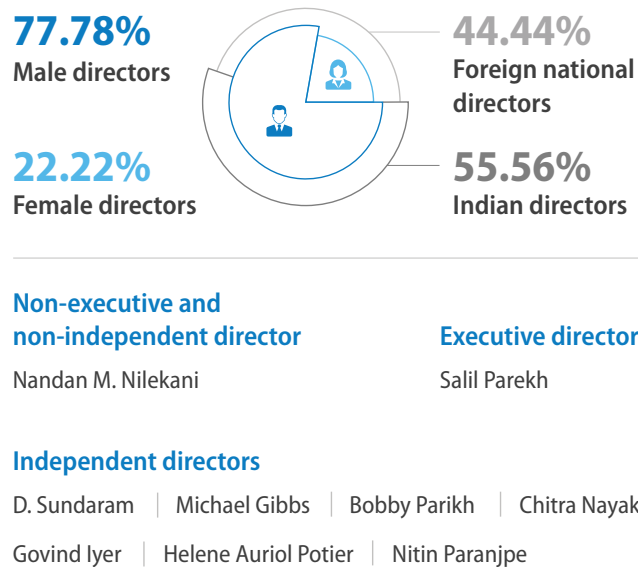 77.78%
Male directors
44.44%
Foreign national
directors
22.22%
Female directors
55.56%
Indian directors
Non-executive and
non-independent director
Nandan M. Nilekani
Executive director
Salil Parekh
Independent directors
D. Sundaram | Michael Gibbs | Bobby Parikh | Chitra Nayak
Govind Iyer | Helene Auriol Potier | Nitin Paranjpe